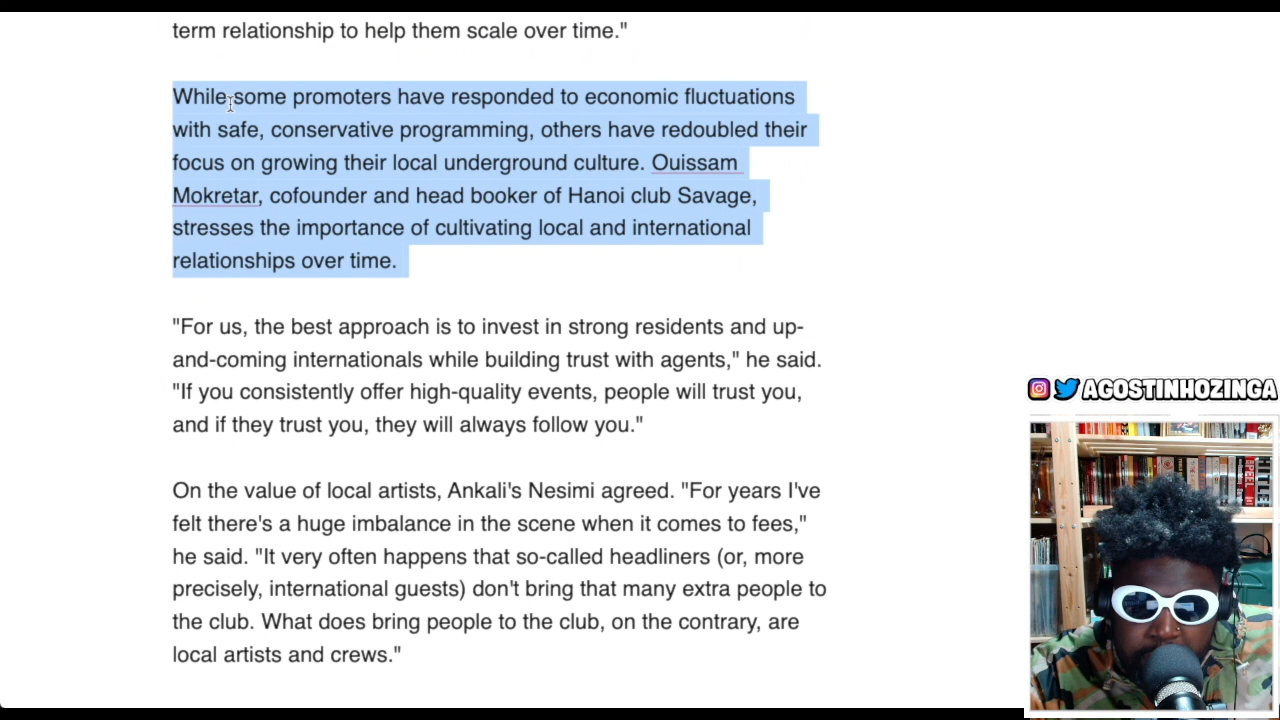 term relationship to help them scale over time."
While some promoters have responded to economic fluctuations
with safe, conservative programming, others have redoubled their
focus on growing their local underground culture. Ouissam
Mokretar, cofounder and head booker of Hanoi club Savage,
stresses the importance of cultivating local and international
relationships over time.
"For us, the best approach is to invest in strong residents and up-
and-coming internationals while building trust with agents," he said.
"If you consistently offer high-quality events, people will trust you,
and if they trust you, they will always follow you."
On the value of local artists, Ankali's Nesimi agreed. "For years I've
felt there's a huge imbalance in the scene when it comes to fees,"
he said. "It very often happens that so-called headliners (or, more
precisely, international guests) don't bring that many extra people to
the club. What does bring people to the club, on the contrary, are
local artists and crews."
AGOSTINHOZINGA